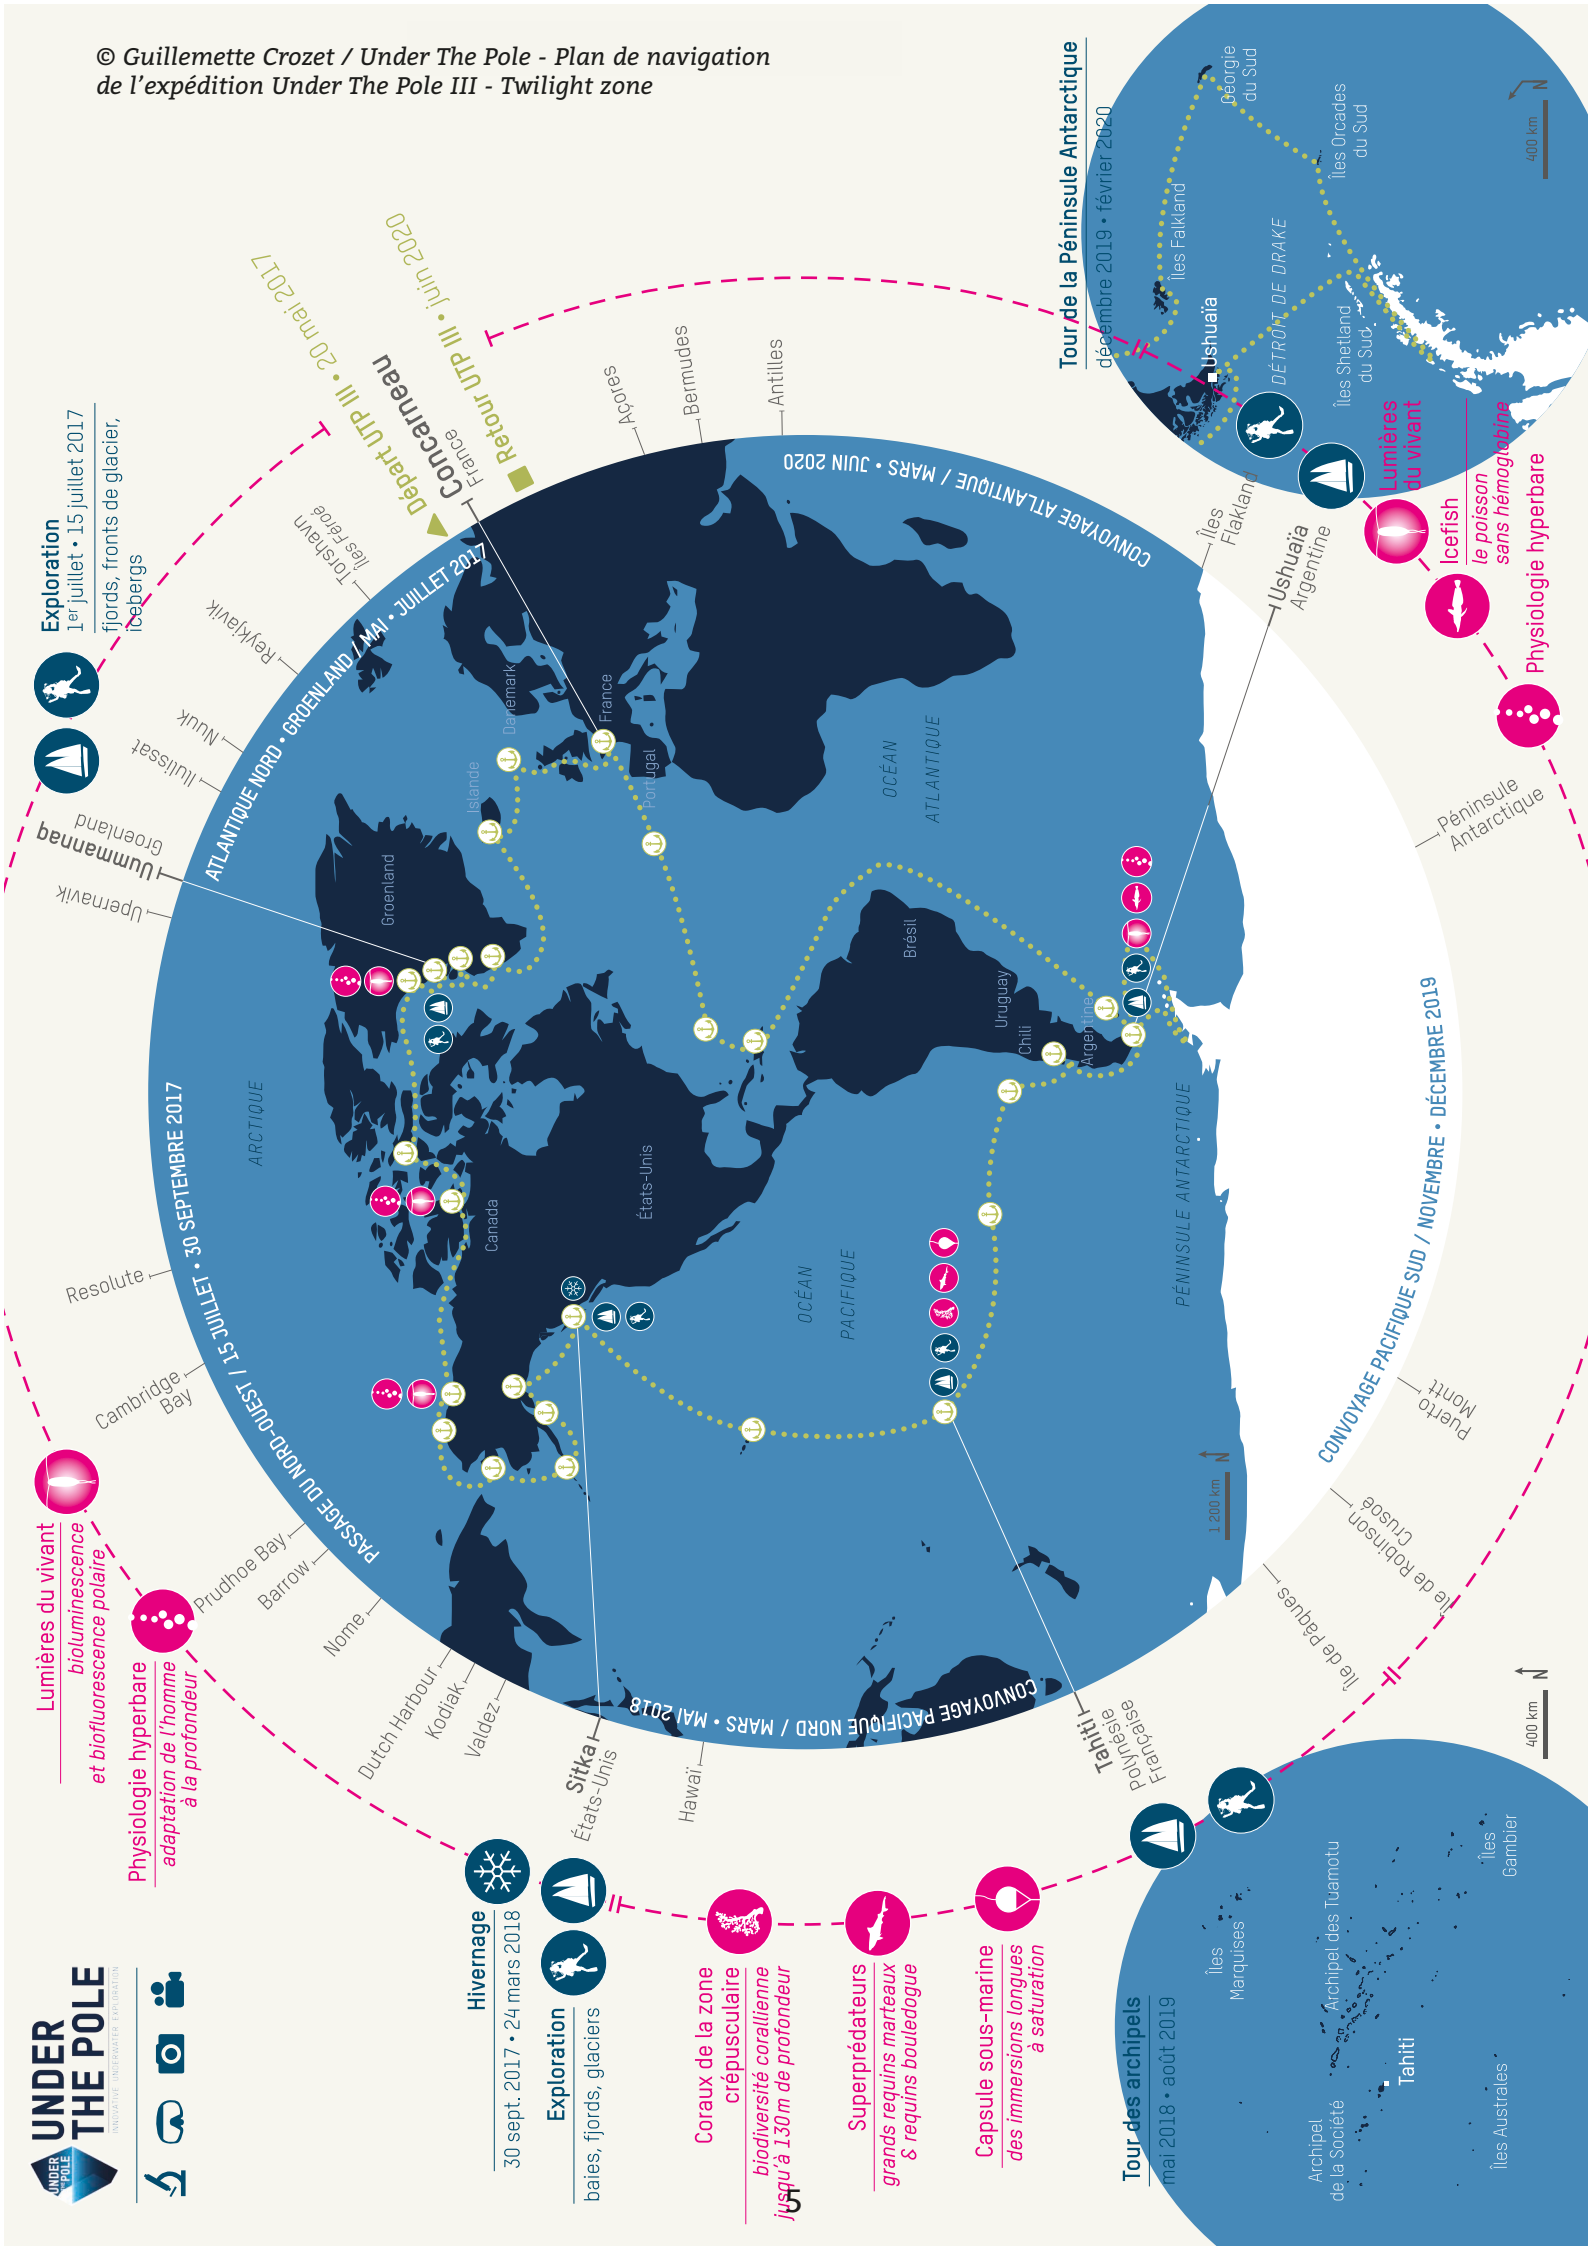 © Guillemette Crozet / Under The Pole - Plan de navigation
de l'expédition Under The Pole III - Twilight zone
UNDER
THE POLE
INNOVATIVE UNDERWATER EXPLORATION
UNDER
THE POLE
Départ UTP III • 20 mai 2017
Concarneau
France
Retour UTP III • juin 2020
Exploration
1er juillet • 15 juillet 2017
fjords, fronts de glacier,
icebergs
Torshavn
Îles Féroé
Reykjavik
Nuuk
Ilulissat
Uummannaq
Groenland
Upernavik
Resolute
Cambridge
Bay
Prudhoe Bay
Barrow
Nome
Dutch Harbour
Kodiak
Valdez
Sitka
États-Unis
Hawaï
Tahiti
Polynésie
Française
Île de Pâques
Île de Robinson
Crusoé
Puerto
Montt
Péninsule
Antarctique
Ushuaïa
Argentine
Îles
Flakland
Antilles
Bermudes
Açores
ATLANTIQUE NORD • GROENLAND / MAI • JUILLET 2017
PASSAGE DU NORD-OUEST / 15 JUILLET • 30 SEPTEMBRE 2017
CONVOYAGE PACIFIQUE NORD / MARS • MAI 2018
CONVOYAGE PACIFIQUE SUD / NOVEMBRE • DÉCEMBRE 2019
CONVOYAGE ATLANTIQUE / MARS • JUIN 2020
Lumières du vivant
bioluminescence
et biofluorescence polaire
Physiologie hyperbare
adaptation de l'homme
à la profondeur
Hivernage
30 sept. 2017 • 24 mars 2018
Exploration
baies, fjords, glaciers
Coraux de la zone
crépusculaire
biodiversité corallienne
jusqu'à 130m de profondeur
Superprédateurs
grands requins marteaux
& requins bouledogue
Capsule sous-marine
des immersions longues
à saturation
Tour des archipels
mai 2018 • août 2019
Îles
Marquises
Archipel des Tuamotu
Îles
Gambier
Tahiti
Archipel
de la Société
Îles Australes
400 km
N
Tour de la Péninsule Antarctique
décembre 2019 • février 2020
Géorgie
du Sud
Îles Orcades
du Sud
Îles Falkland
DÉTROIT DE DRAKE
Ushuaïa
Îles Shetland
du Sud
400 km
N
Lumières
du vivant
Icefish
le poisson
sans hémoglobine
Physiologie hyperbare
ARCTIQUE
Groenland
Islande
Danemark
France
Portugal
OCÉAN
ATLANTIQUE
Canada
États-Unis
OCÉAN
PACIFIQUE
Brésil
Uruguay
Chili
Argentine
PÉNINSULE ANTARCTIQUE
1 200 km
N
5